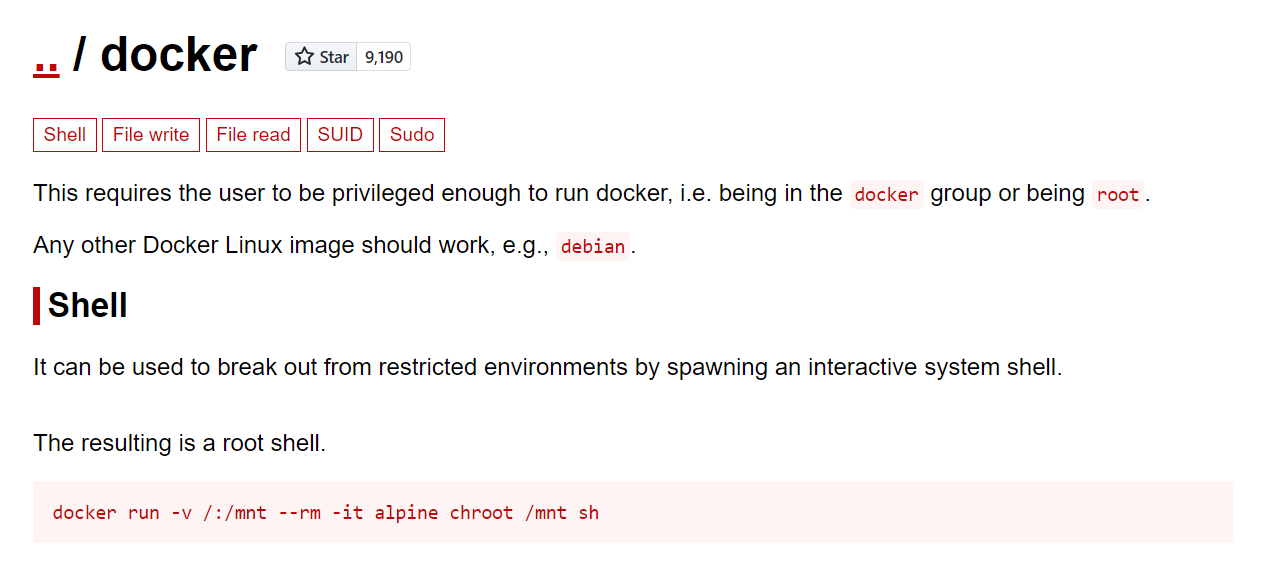 .. / docker Star 9,190
Shell File write File read SUID Sudo
This requires the user to be privileged enough to run docker, i.e. being in the docker group or being root.
Any other Docker Linux image should work, e.g., debian.
Shell
It can be used to break out from restricted environments by spawning an interactive system shell.
The resulting is a root shell.
docker run -v /:/mnt --rm -it alpine chroot /mnt sh